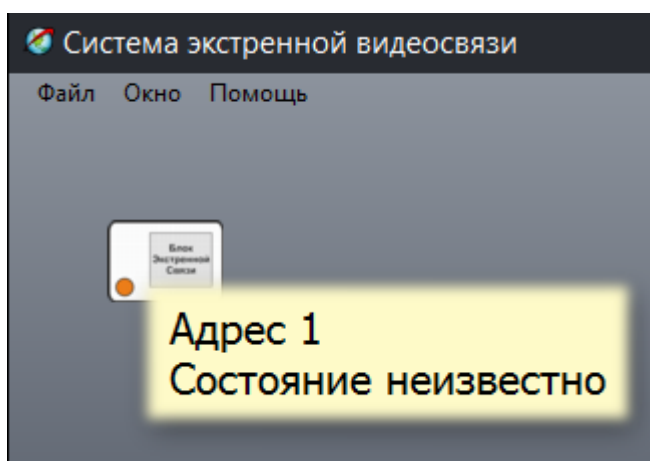 Система экстренной видеосвязи
Файл Окно Помощь
Блок
Экстренной
Связи
Адрес 1
Состояние неизвестно